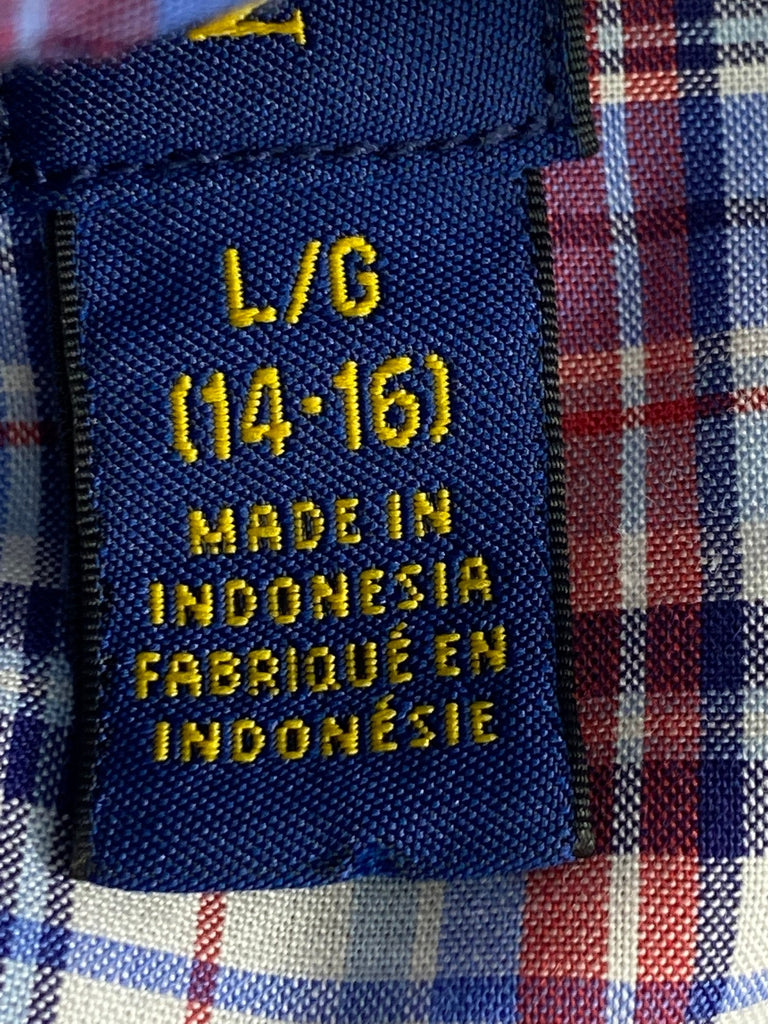 L/G
(14-16)
MADE IN
INDONESIA
FABRIQUÉ EN
INDONÉSIE